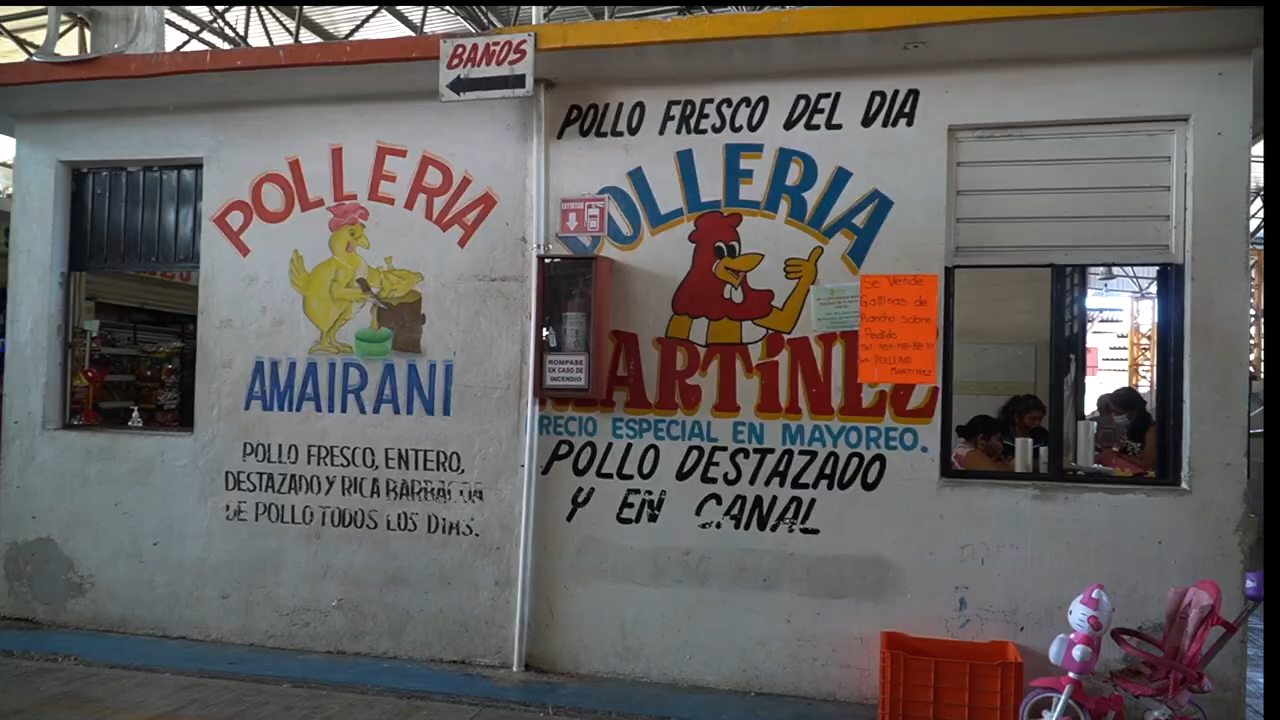 BAÑOS
POLLERIA
AMAIRANI
POLLO FRESCO, ENTERO,
DESTAZADO Y RICA BARBACOA
DE POLLO TODOS LOS DIAS.
POLLO FRESCO DEL DIA
POLLERIA
MARTíNEZ
RECIO ESPECIAL EN MAYOREO.
POLLO DESTAZADO
Y EN CANAL
ROMPASE
EN CASO DE
INCENDIO
Se Vende
Gallinas de
Rancho sobre
Pedido
POLLERIA
MARTINEZ